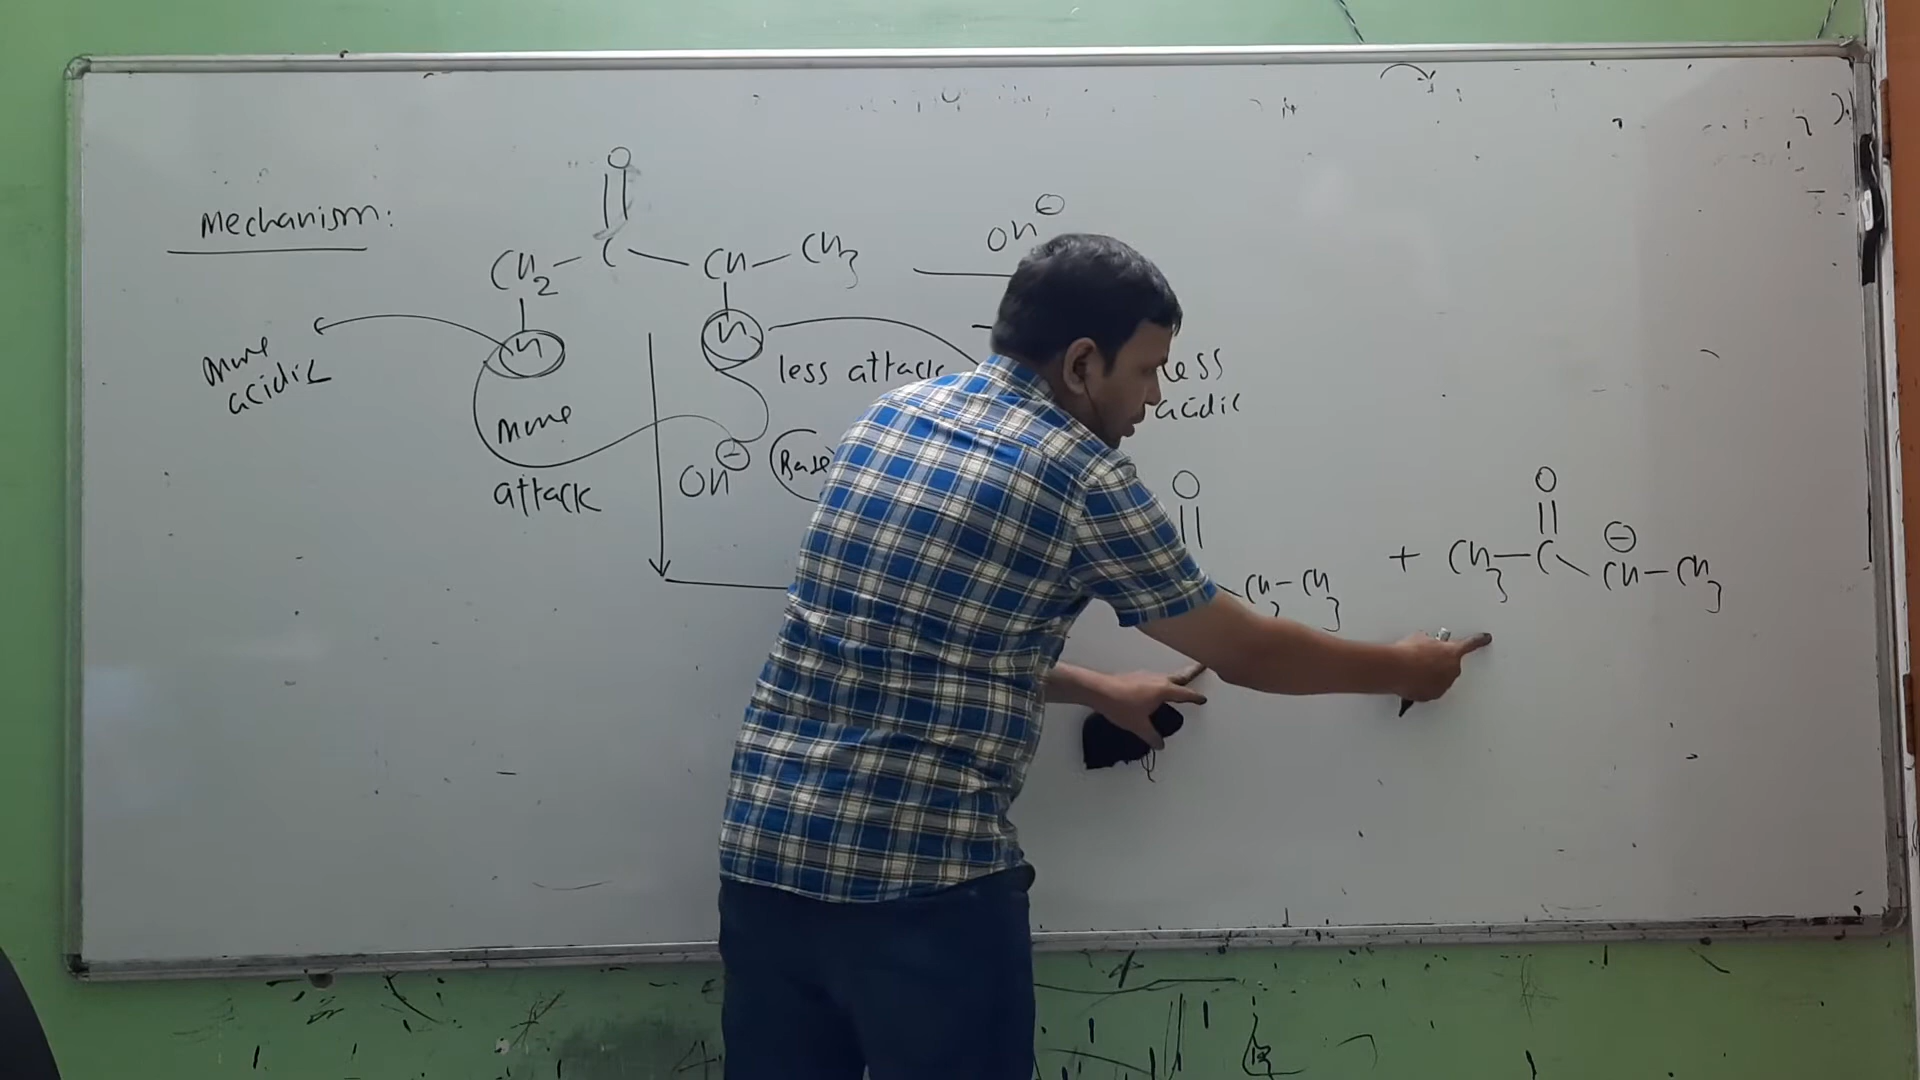 Mechanism:
O
CH2 – C – CH – CH3
OH⊖
H
H
more
acidic
less attack
less
acidic
more
attack
OH⊖
(Base
O
CH2 – CH3
+
O
CH3 – C – CH⊖ – CH3